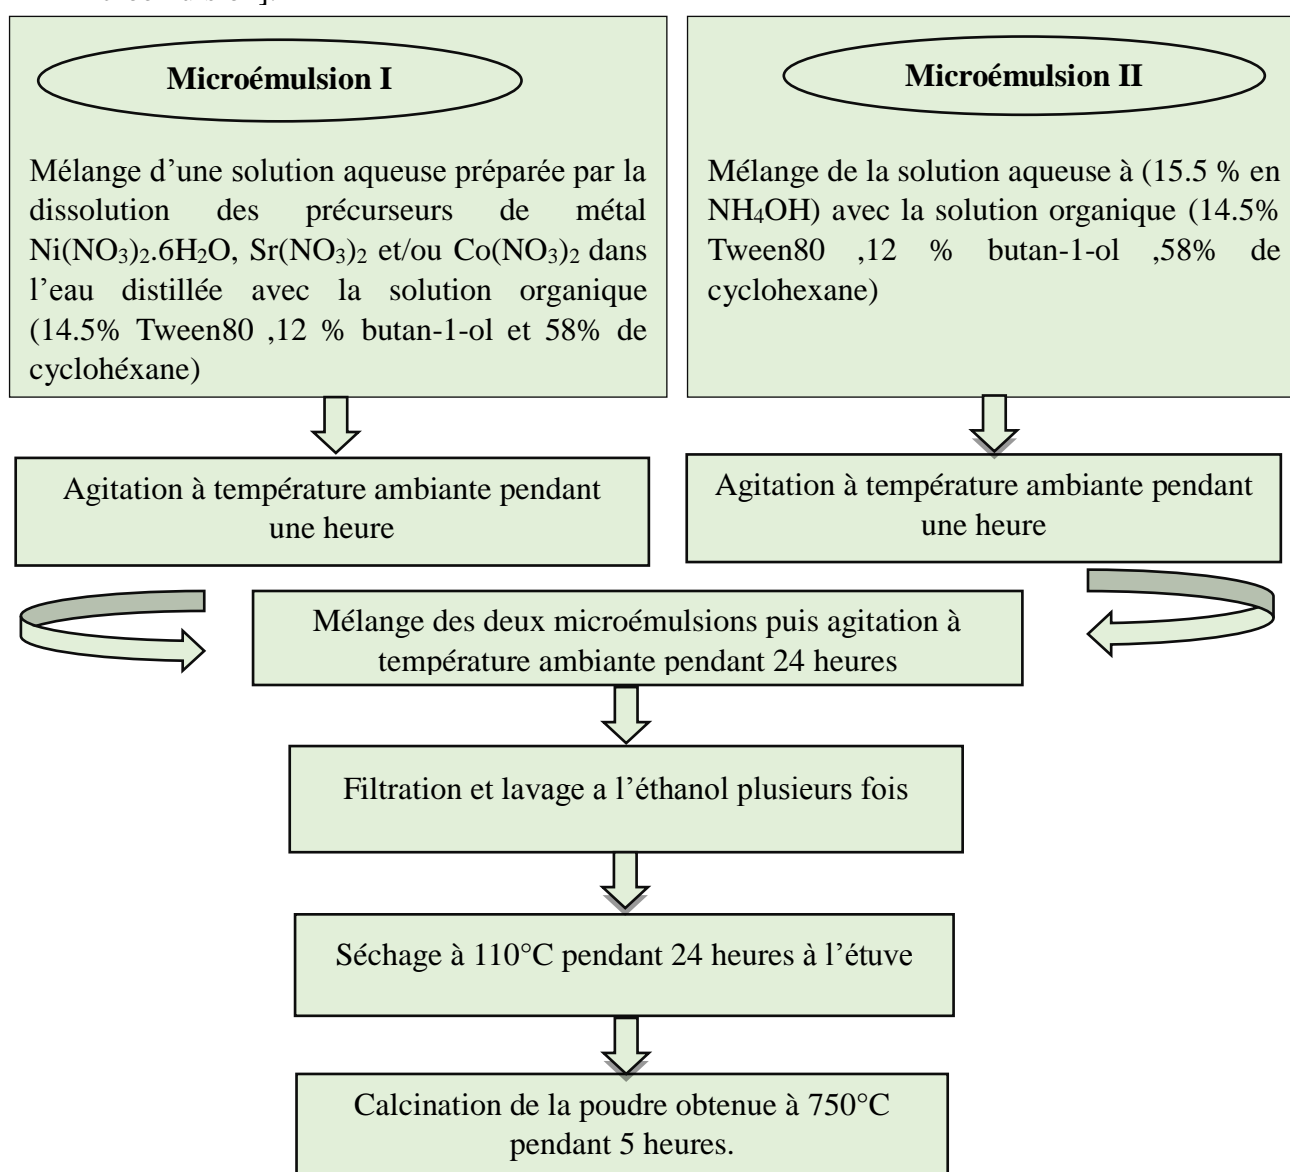 Microémulsion I
Mélange d’une solution aqueuse préparée par la
dissolution des précurseurs de métal
Ni(NO₃)₂.6H₂O, Sr(NO₃)₂ et/ou Co(NO₃)₂ dans
l’eau distillée avec la solution organique
(14.5% Tween80 ,12 % butan-1-ol et 58% de
cyclohéxane)
Microémulsion II
Mélange de la solution aqueuse à (15.5 % en
NH₄OH) avec la solution organique (14.5%
Tween80 ,12 % butan-1-ol ,58% de
cyclohexane)
Agitation à température ambiante pendant
une heure
Agitation à température ambiante pendant
une heure
Mélange des deux microémulsions puis agitation à
température ambiante pendant 24 heures
Filtration et lavage a l’éthanol plusieurs fois
Séchage à 110°C pendant 24 heures à l’étuve
Calcination de la poudre obtenue à 750°C
pendant 5 heures.